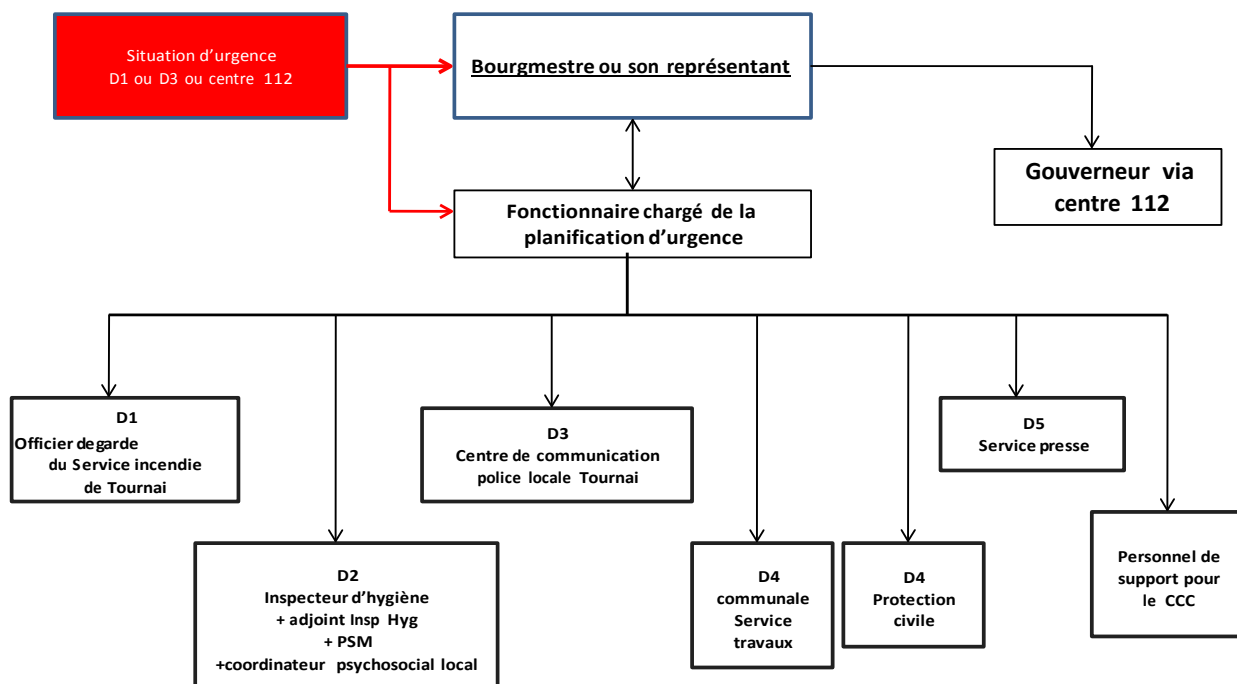 Situation d'urgence
D1 ou D3 ou centre 112
Bourgmestre ou son représentant
Gouverneur via
centre 112
Fonctionnaire chargé de la
planification d'urgence
D1
Officier degarde
du Service incendie
de Tournai
D3
Centre de communication
police locale Tournai
D5
Service presse
D2
Inspecteur d'hygiène
+ adjoint Insp Hyg
+ PSM
+coordinateur psychosocial local
D4
communale
Service
travaux
D4
Protection
civile
Personnel de
support pour
le CCC